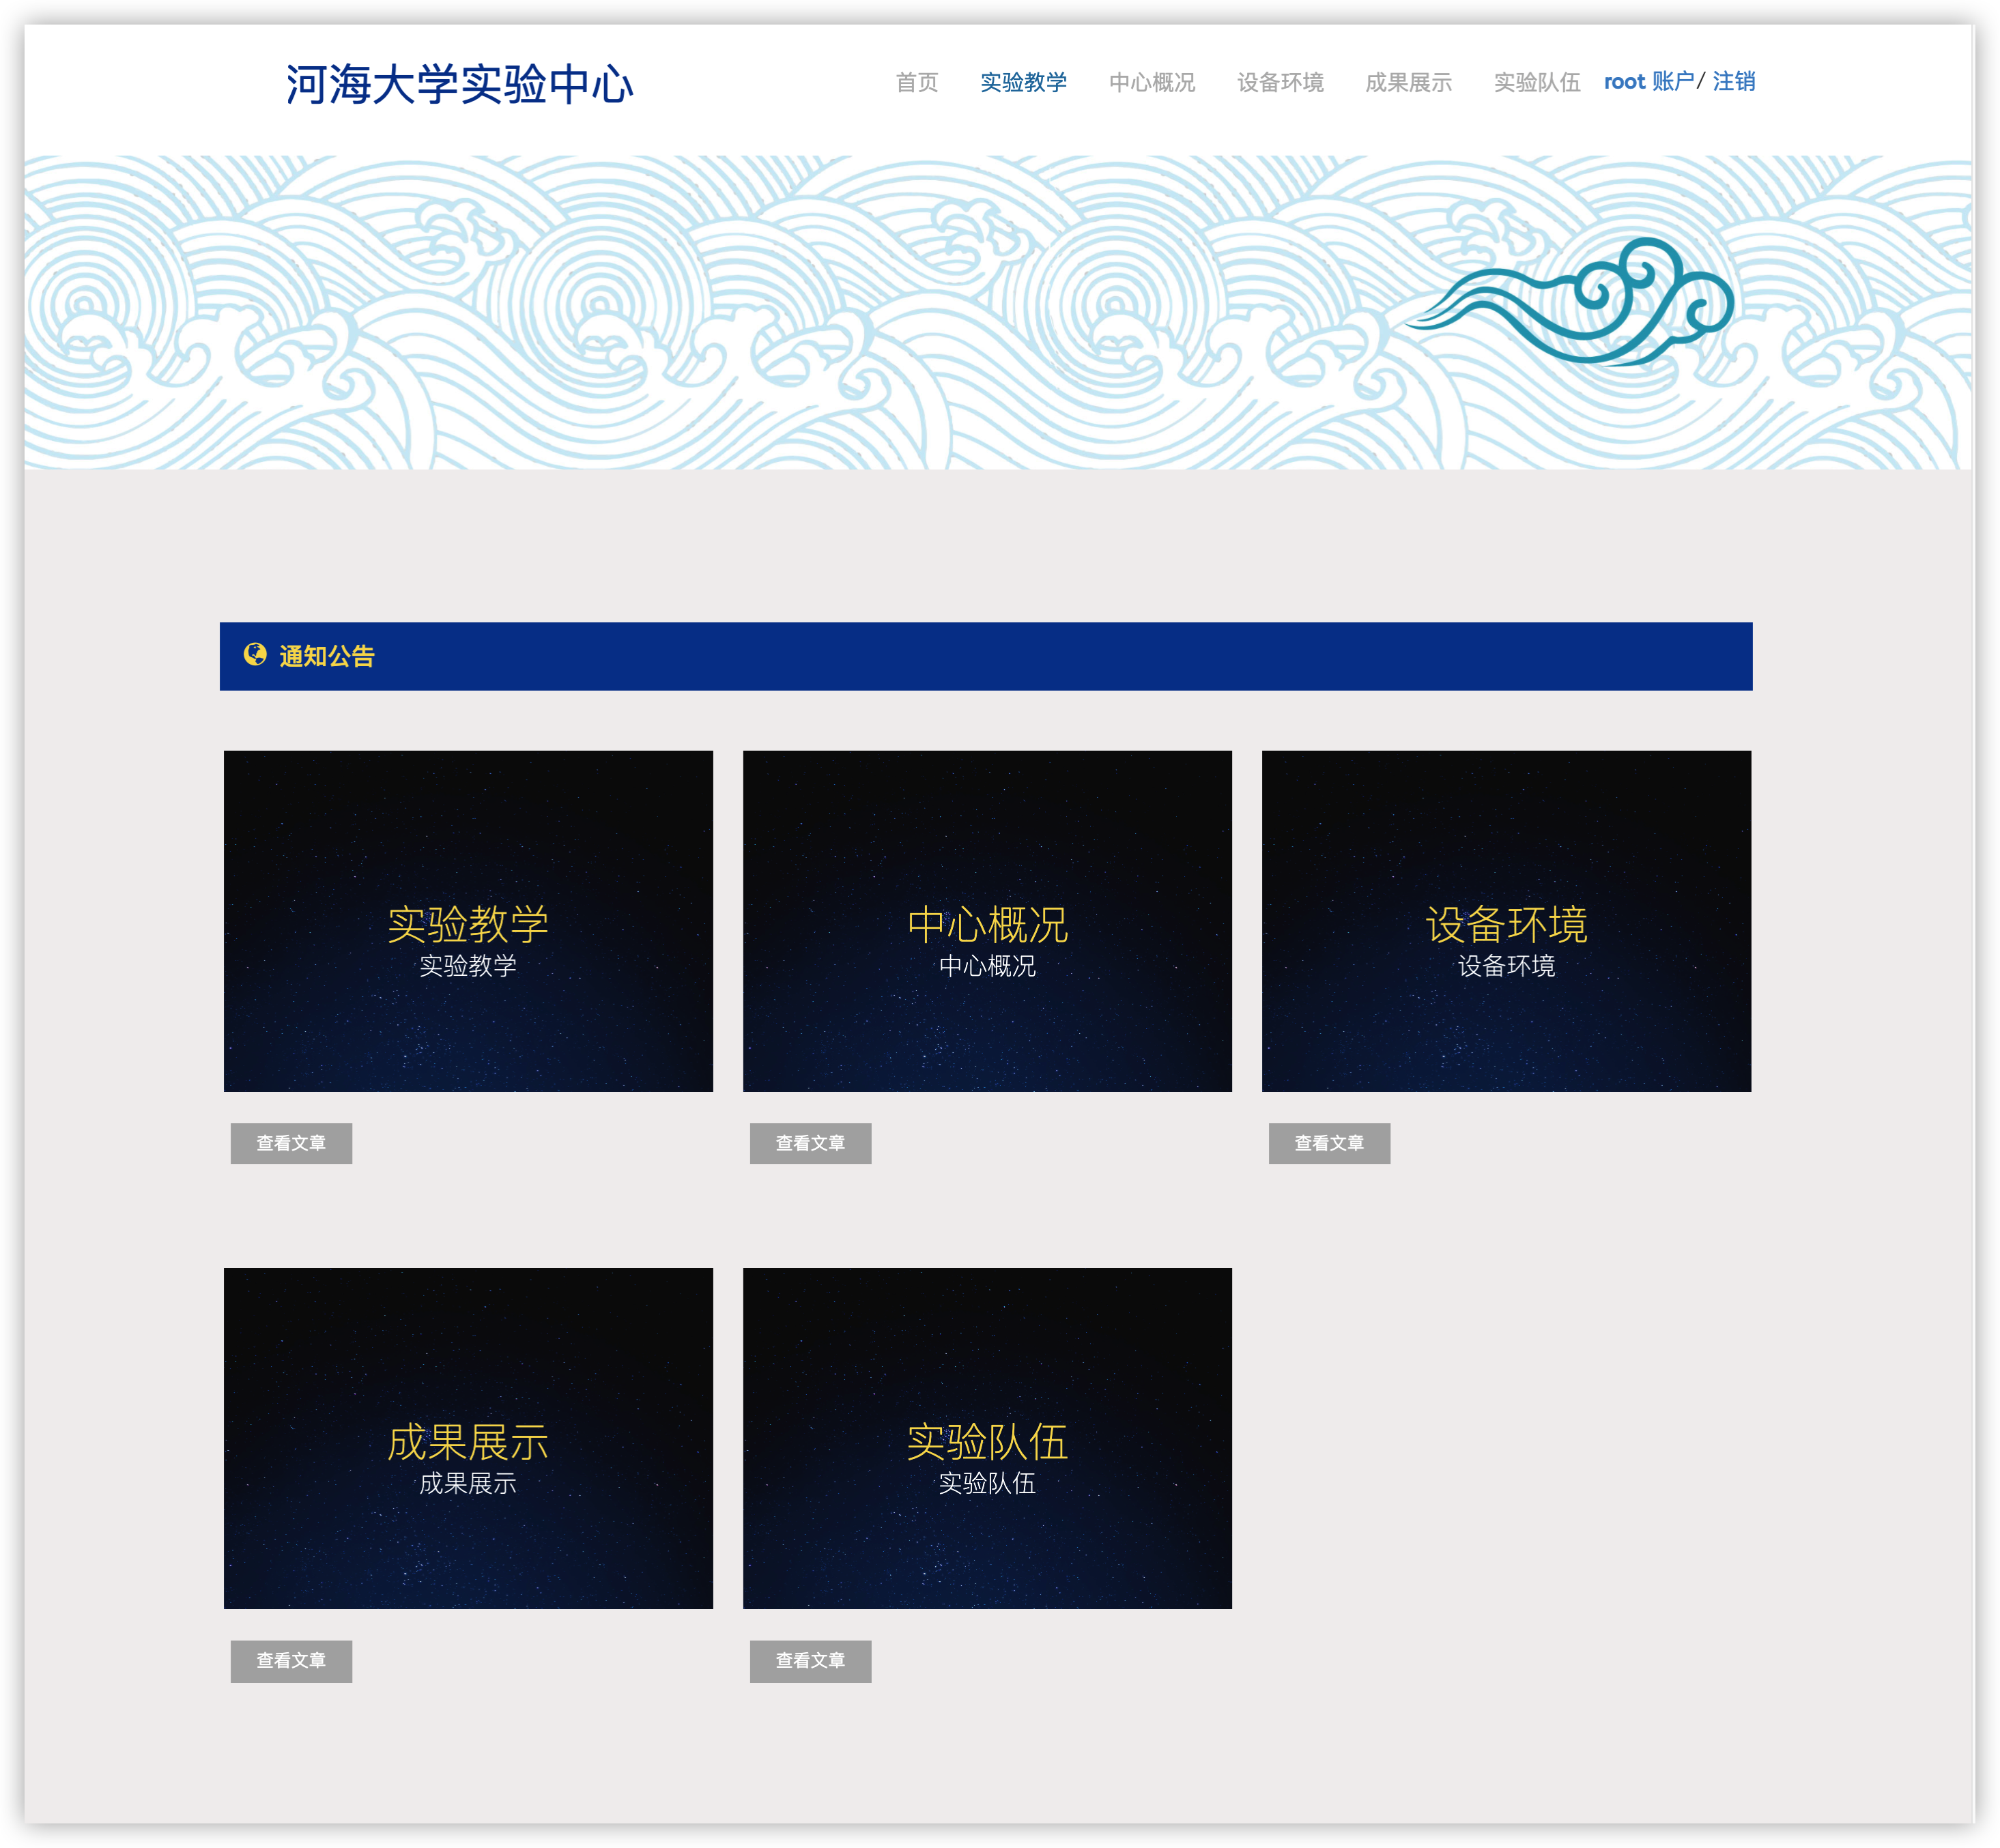 河海大学实验中心
首页 实验教学 中心概况 设备环境 成果展示 实验队伍 root 账户/ 注销
通知公告
实验教学
实验教学
中心概况
中心概况
设备环境
设备环境
查看文章
查看文章
查看文章
成果展示
成果展示
实验队伍
实验队伍
查看文章
查看文章